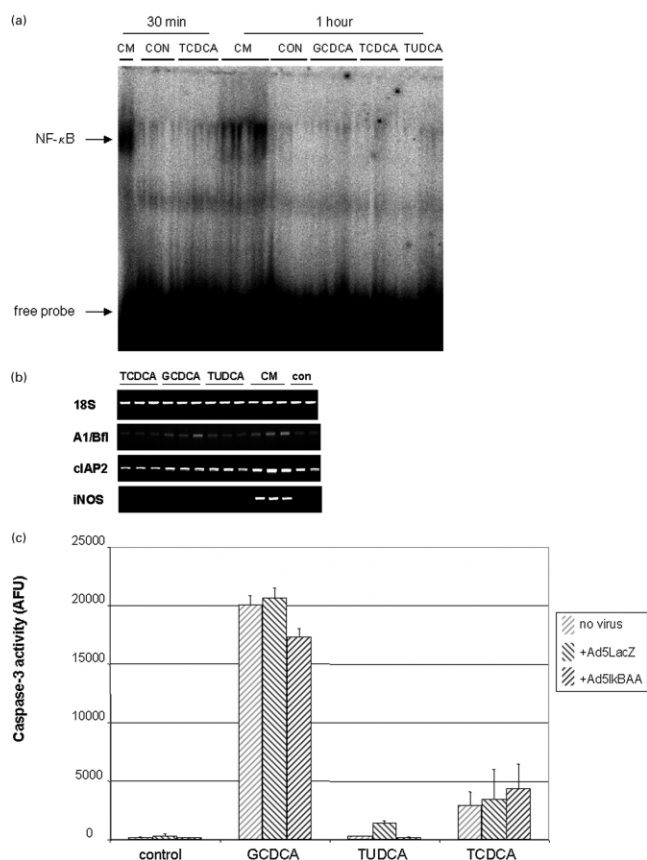 (a)
30 min 1 hour
CM CON TCDCA CM CON GCDCA TCDCA TUDCA
NF-κB
free probe
(b)
TCDCA GCDCA TUDCA CM con
18S
A1/Bfl
cIAP2
iNOS
(c)
Caspase-3 activity (AFU)
25000
20000
15000
10000
5000
0
control GCDCA TUDCA TCDCA
no virus
+Ad5LacZ
+Ad5IkBAA